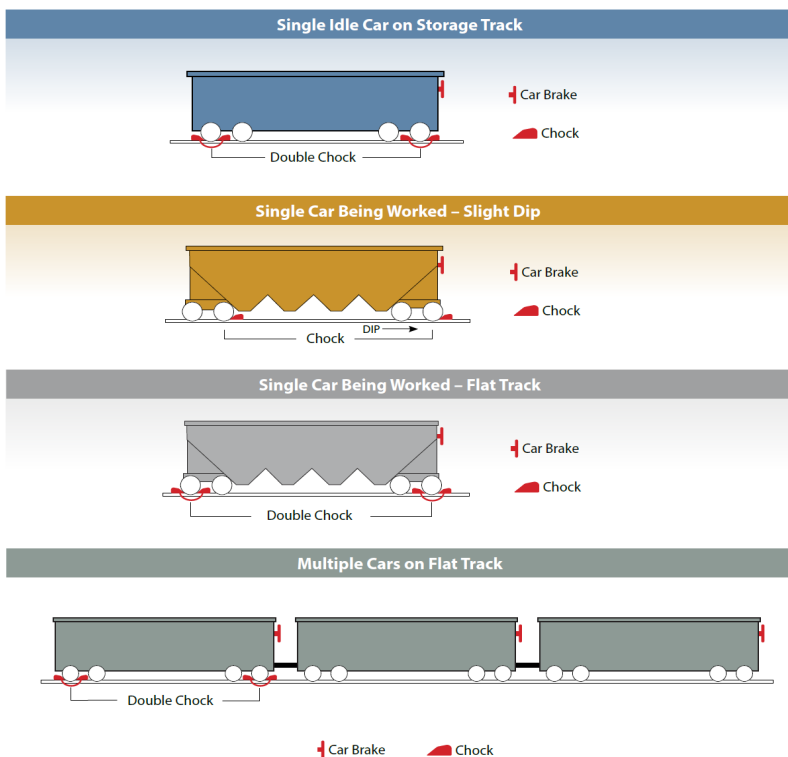 Single Idle Car on Storage Track
Car Brake
Chock
Double Chock
Single Car Being Worked – Slight Dip
Car Brake
Chock
DIP
Chock
Single Car Being Worked – Flat Track
Car Brake
Chock
Double Chock
Multiple Cars on Flat Track
Double Chock
Car Brake Chock